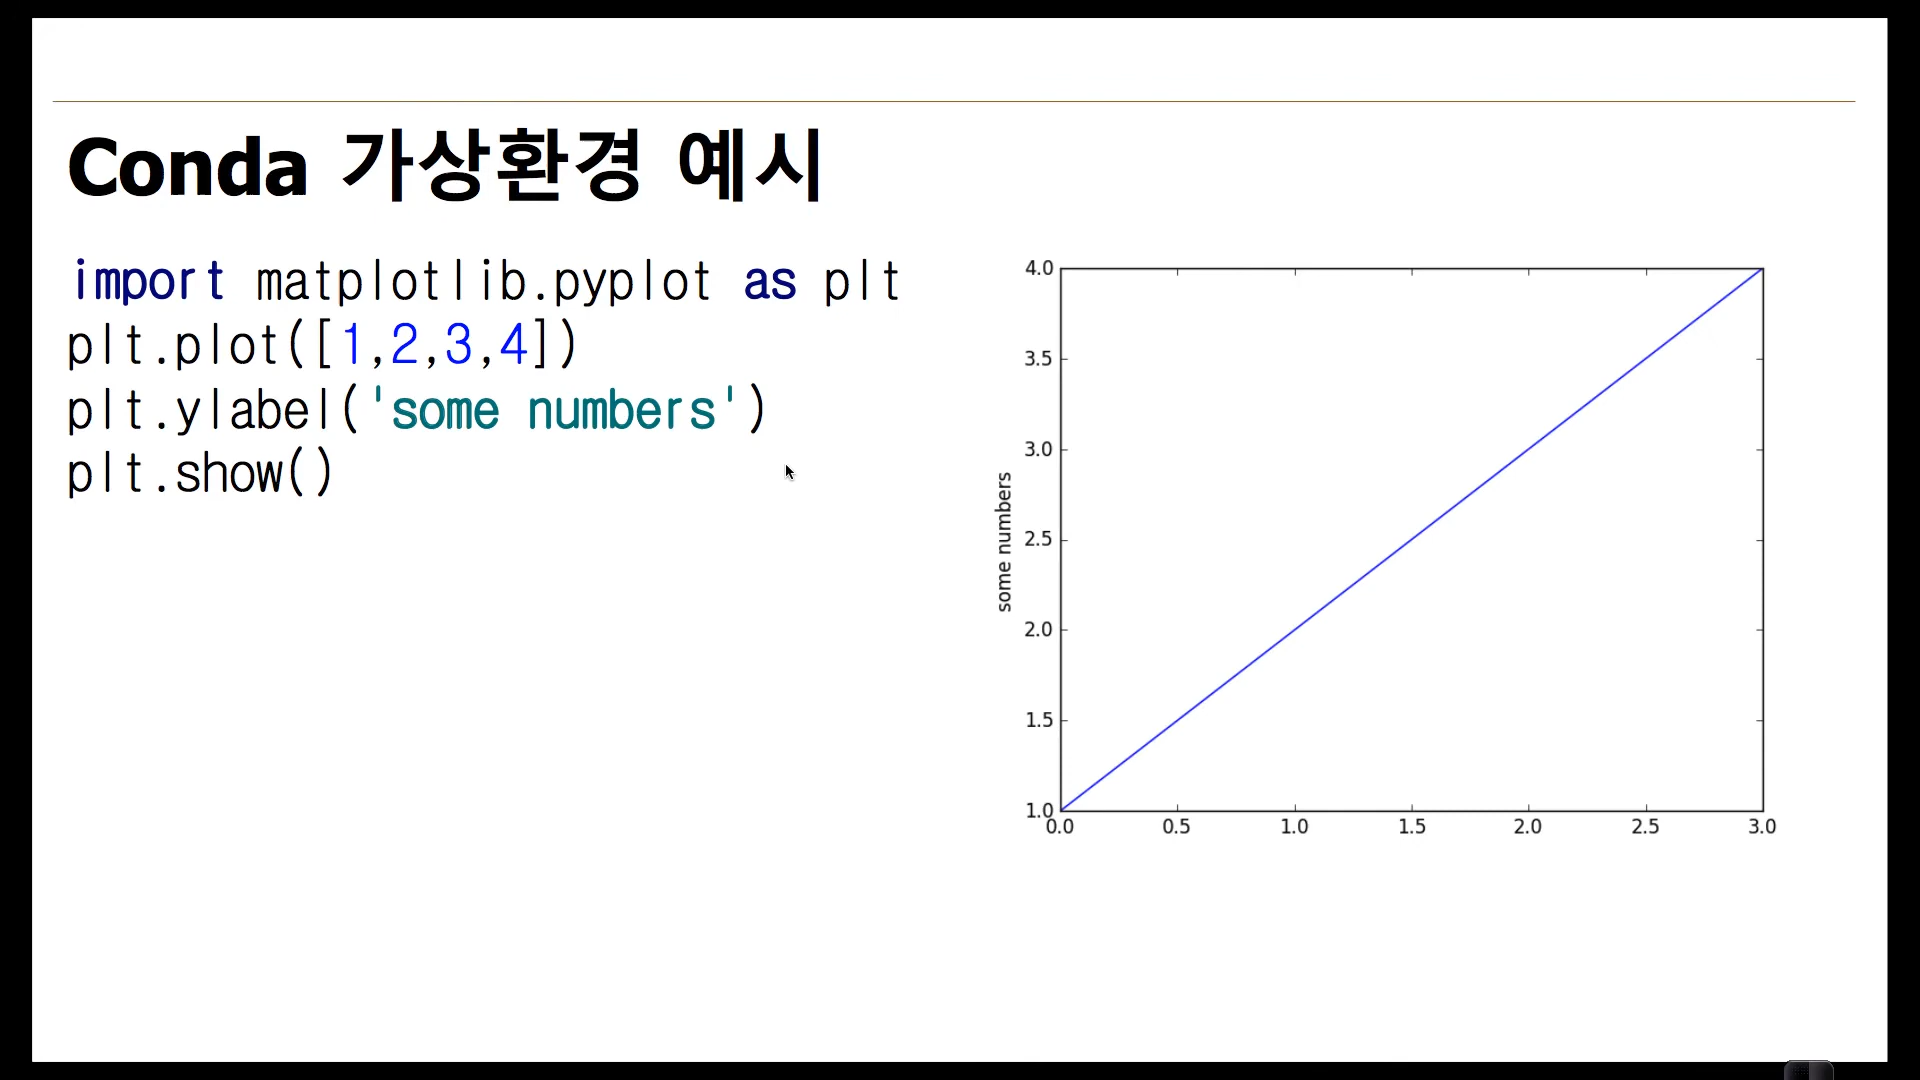 Conda 가상환경 예시
import matplotlib.pyplot as plt
plt.plot([1,2,3,4])
plt.ylabel('some numbers')
plt.show()
4.0
3.5
3.0
2.5
2.0
1.5
1.0
some numbers
0.0 0.5 1.0 1.5 2.0 2.5 3.0